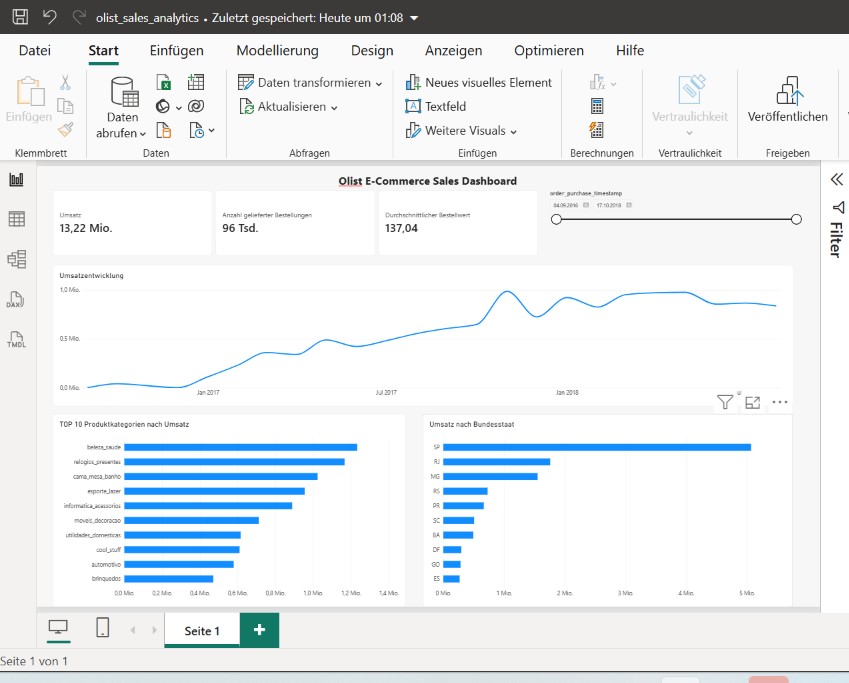 olist_sales_analytics • Zuletzt gespeichert: Heute um 01:08
Datei Start Einfügen Modellierung Design Anzeigen Optimieren Hilfe
Einfügen
Klemmbrett
Daten
abrufen
Daten
Daten transformieren
Aktualisieren
Abfragen
Neues visuelles Element
Textfeld
Weitere Visuals
Einfügen
Berechnungen
Vertraulichkeit
Vertraulichkeit
Veröffentlichen
Freigeben
DAX
TMDL
Filter
Olist E-Commerce Sales Dashboard
Umsatz
13,22 Mio.
Anzahl gelieferter Bestellungen
96 Tsd.
Durchschnittlicher Bestellwert
137,04
order_purchase_timestamp
04.09.2016 17.10.2018
Umsatzentwicklung
1,0 Mio.
0,5 Mio.
0,0 Mio.
Jan 2017 Jul 2017 Jan 2018
TOP 10 Produktkategorien nach Umsatz
beleza_saude
relogios_presentes
cama_mesa_banho
esporte_lazer
informatica_acessorios
moveis_decoracao
utilidades_domesticas
cool_stuff
automotivo
brinquedos
0,0 Mio. 0,2 Mio. 0,4 Mio. 0,6 Mio. 0,8 Mio. 1,0 Mio. 1,2 Mio. 1,4 Mio.
Umsatz nach Bundesstaat
SP
RJ
MG
RS
PR
SC
BA
DF
GO
ES
0 Mio. 1 Mio. 2 Mio. 3 Mio. 4 Mio. 5 Mio.
Seite 1
Seite 1 von 1